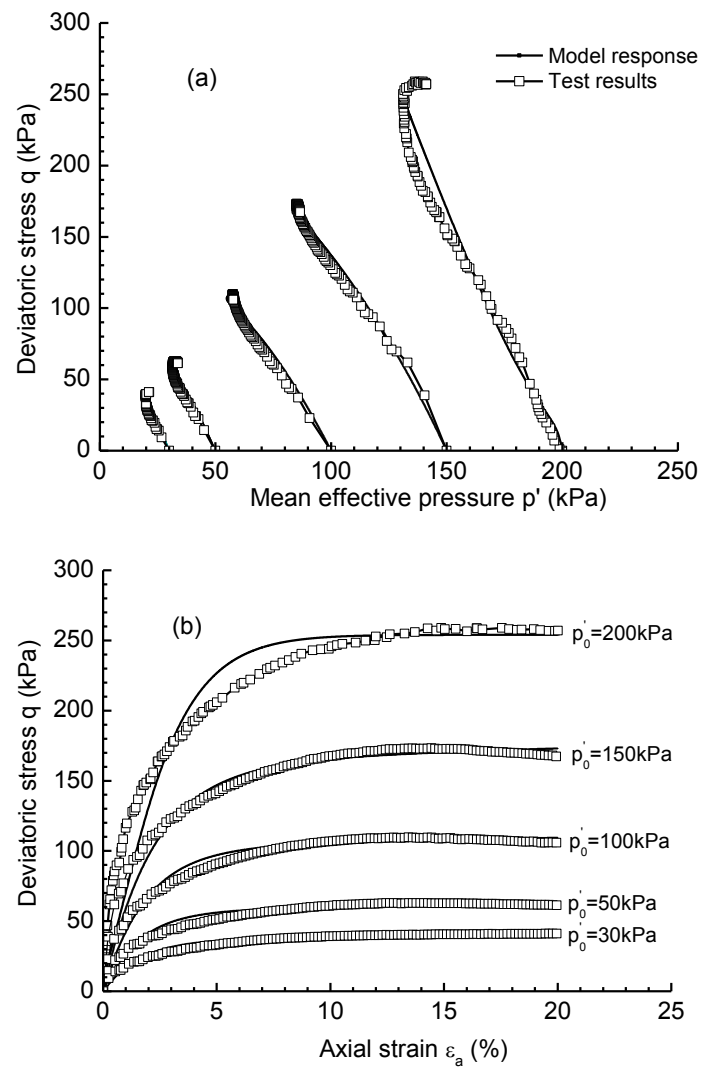 300
250
200
150
100
50
0
Deviatoric stress q (kPa)
(a)
Model response
Test results
0 50 100 150 200 250
Mean effective pressure p' (kPa)
300
250
200
150
100
50
0
Deviatoric stress q (kPa)
(b)
p'0=200kPa
p'0=150kPa
p'0=100kPa
p'0=50kPa
p'0=30kPa
0 5 10 15 20 25
Axial strain εa (%)